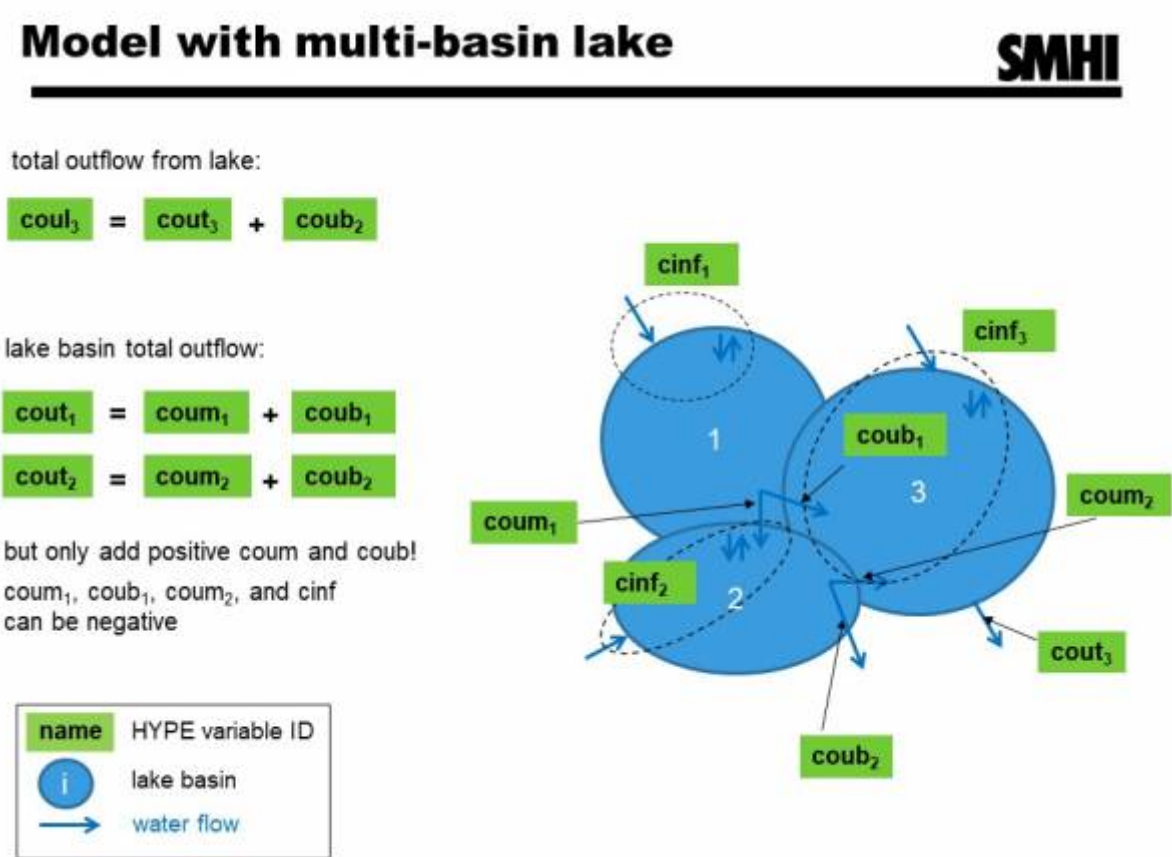 Model with multi-basin lake
SMHI
total outflow from lake:
coul₃ = cout₃ + coub₂
lake basin total outflow:
cout₁ = coum₁ + coub₁
cout₂ = coum₂ + coub₂
but only add positive coum and coub!
coum₁, coub₁, coum₂, and cinf
can be negative
name HYPE variable ID
i lake basin
water flow
cinf₁
cinf₃
1
coub₁
3
coum₂
coum₁
cinf₂
2
cout₃
coub₂